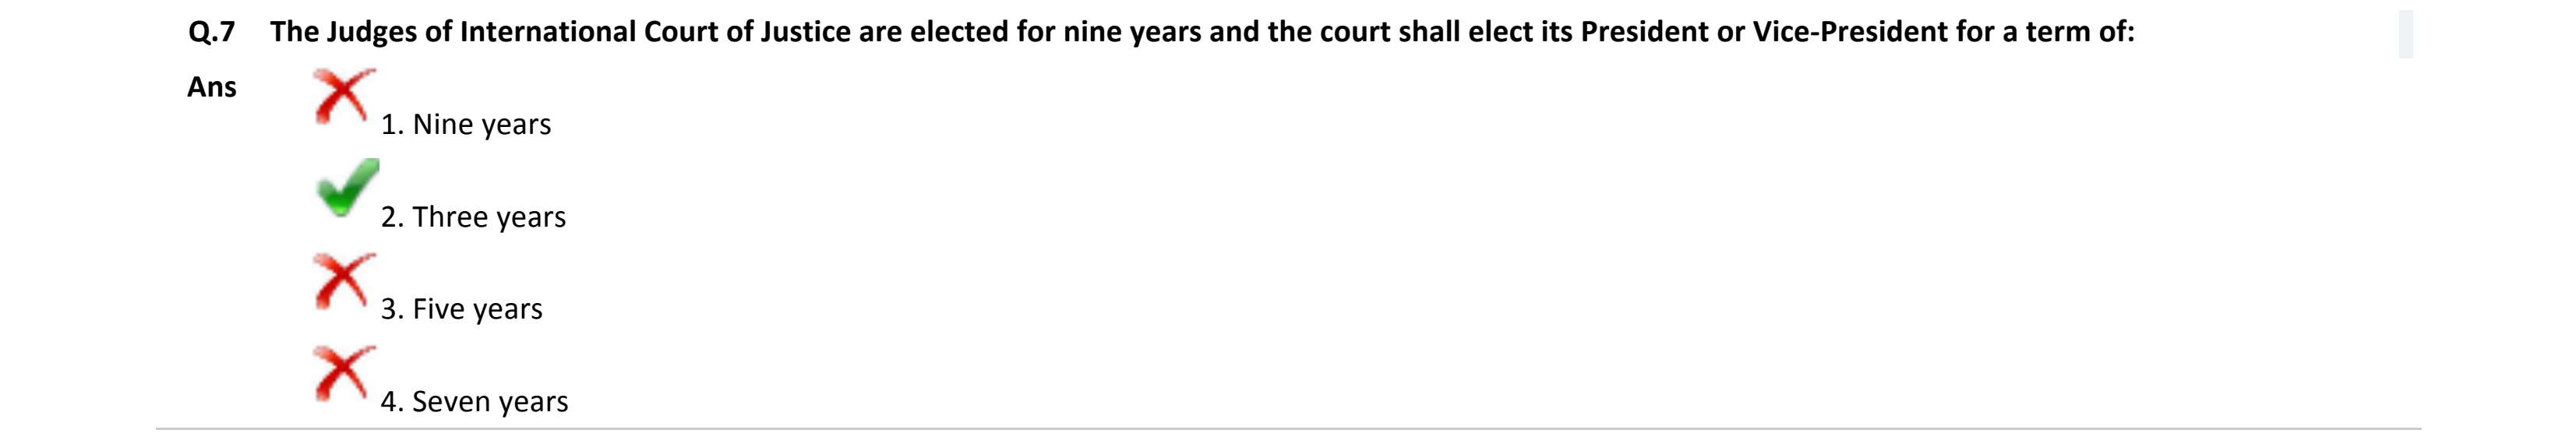 Q.7 The Judges of International Court of Justice are elected for nine years and the court shall elect its President or Vice-President for a term of:
Ans
1. Nine years
2. Three years
3. Five years
4. Seven years